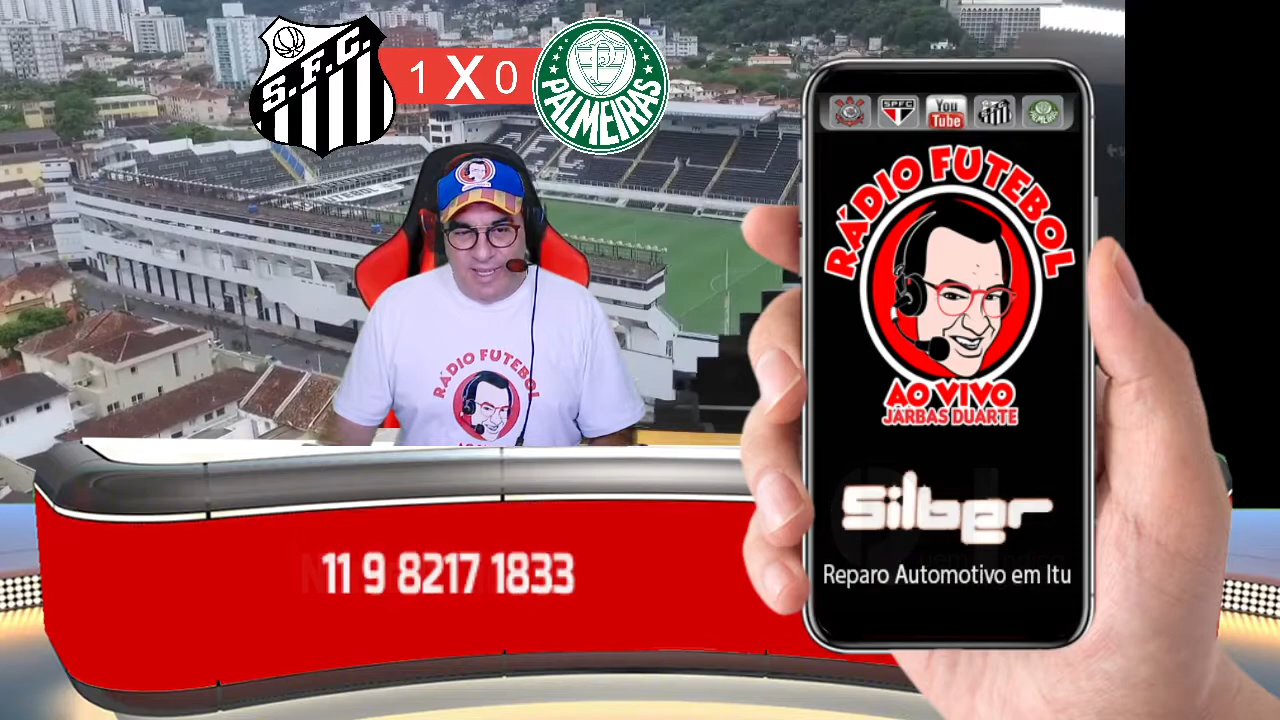 S.F.C.
1 X 0
PALMEIRAS
SPFC
You
Tube
RÁDIO FUTEBOL
AO VIVO
JARBAS DUARTE
RÁDIO FUTEBOL
Silber
Reparo Automotivo em Itu
11 9 8217 1833